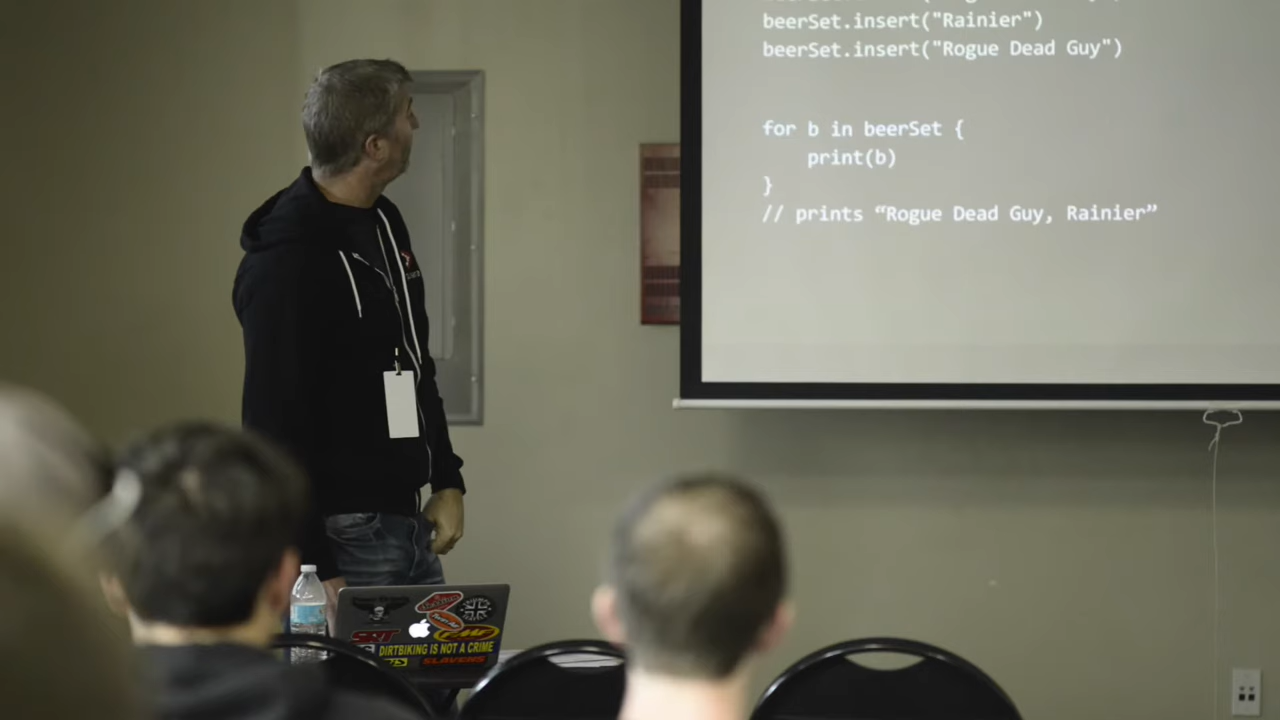 beerSet.insert("Rainier")
beerSet.insert("Rogue Dead Guy")
for b in beerSet {
print(b)
}
// prints “Rogue Dead Guy, Rainier”
DIRTBIKING IS NOT A CRIME
SLAVENS